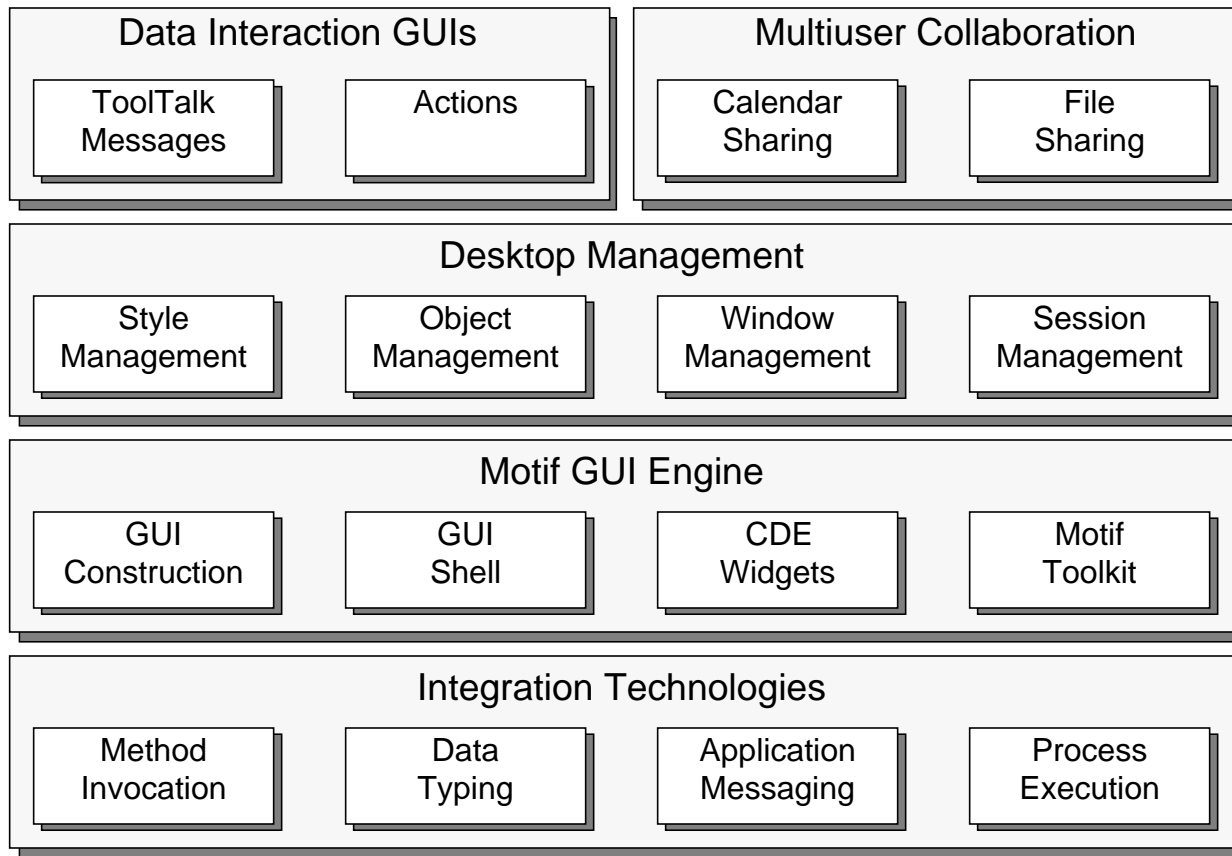 Data Interaction GUIs
ToolTalk
Messages
Actions
Multiuser Collaboration
Calendar
Sharing
File
Sharing
Desktop Management
Style
Management
Object
Management
Window
Management
Session
Management
Motif GUI Engine
GUI
Construction
GUI
Shell
CDE
Widgets
Motif
Toolkit
Integration Technologies
Method
Invocation
Data
Typing
Application
Messaging
Process
Execution